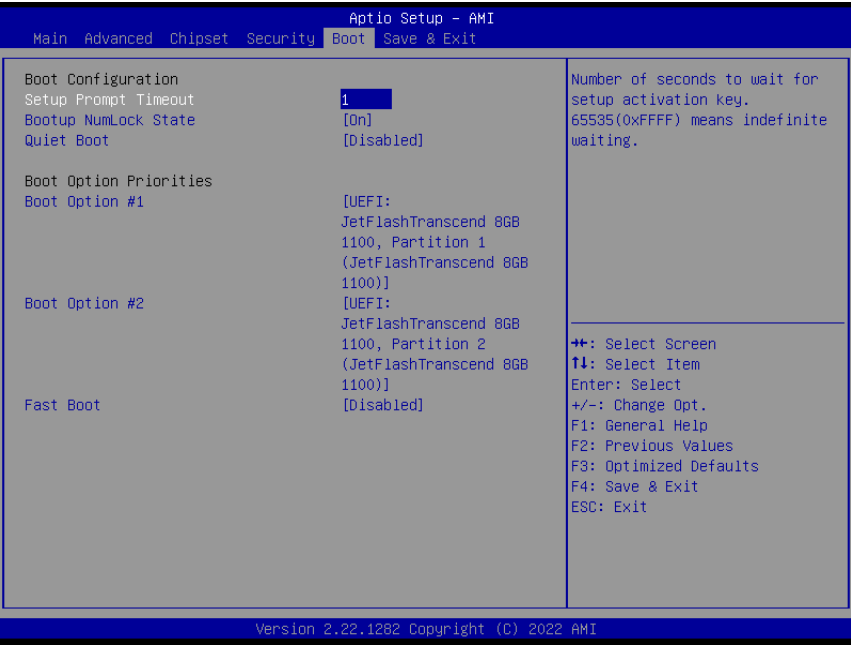 Aptio Setup – AMI
Main Advanced Chipset Security Boot Save & Exit
Boot Configuration
Setup Prompt Timeout 1
Bootup NumLock State [On]
Quiet Boot [Disabled]
Boot Option Priorities
Boot Option #1 [UEFI:
JetFlashTranscend 8GB
1100, Partition 1
(JetFlashTranscend 8GB
1100)]
Boot Option #2 [UEFI:
JetFlashTranscend 8GB
1100, Partition 2
(JetFlashTranscend 8GB
1100)]
Fast Boot [Disabled]
Number of seconds to wait for
setup activation key.
65535(0xFFFF) means indefinite
waiting.
→←: Select Screen
↑↓: Select Item
Enter: Select
+/-: Change Opt.
F1: General Help
F2: Previous Values
F3: Optimized Defaults
F4: Save & Exit
ESC: Exit
Version 2.22.1282 Copyright (C) 2022 AMI